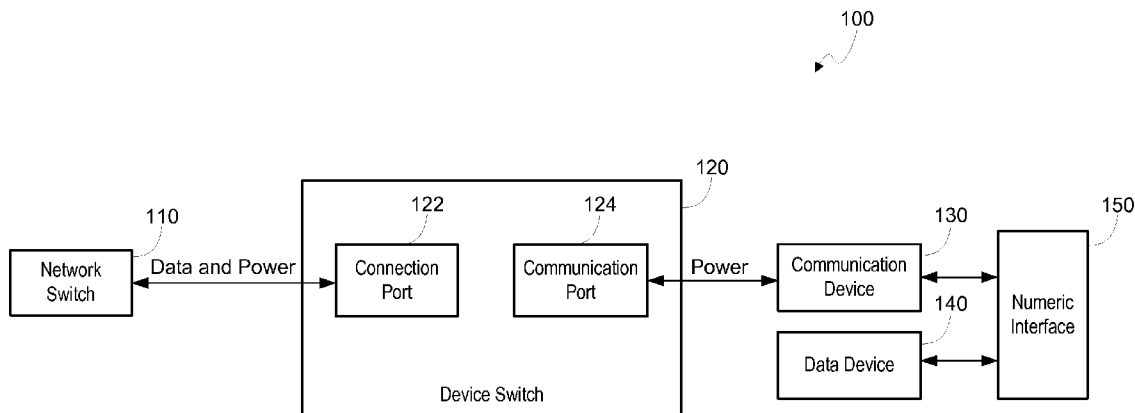 100
120
122
124
110
130
150
Network
Switch
Data and Power
Connection
Port
Communication
Port
Power
Communication
Device
Numeric
Interface
140
Data Device
Device Switch